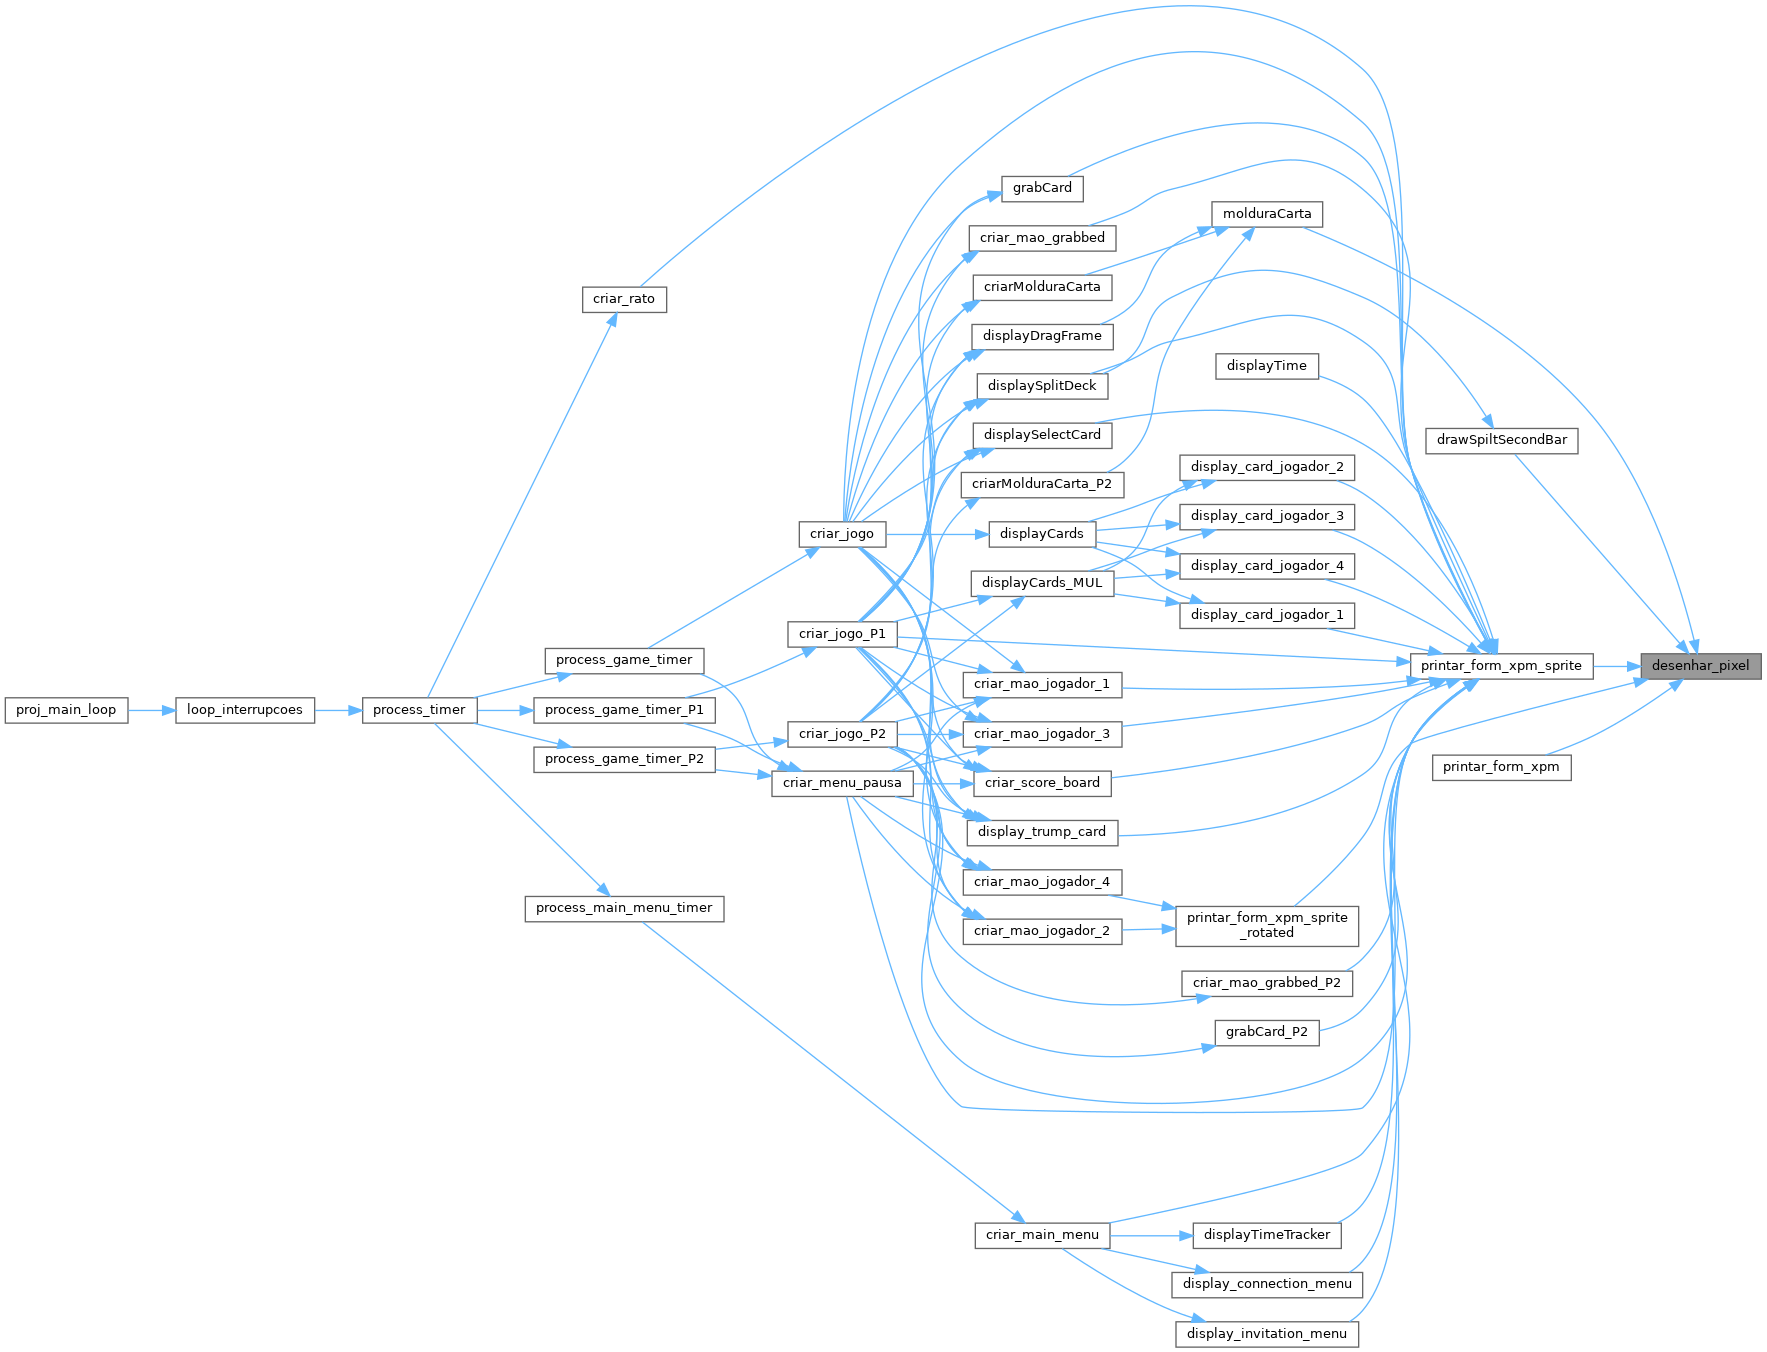 grabCard
molduraCarta
criar_mao_grabbed
criarMolduraCarta
criar_rato
displayDragFrame
displayTime
displaySplitDeck
displaySelectCard
drawSpiltSecondBar
display_card_jogador_2
criarMolduraCarta_P2
display_card_jogador_3
criar_jogo
displayCards
display_card_jogador_4
displayCards_MUL
display_card_jogador_1
criar_jogo_P1
process_game_timer
printar_form_xpm_sprite
desenhar_pixel
criar_mao_jogador_1
proj_main_loop
loop_interrupcoes
process_timer
process_game_timer_P1
criar_jogo_P2
criar_mao_jogador_3
process_game_timer_P2
printar_form_xpm
criar_menu_pausa
criar_score_board
display_trump_card
criar_mao_jogador_4
process_main_menu_timer
printar_form_xpm_sprite
_rotated
criar_mao_jogador_2
criar_mao_grabbed_P2
grabCard_P2
criar_main_menu
displayTimeTracker
display_connection_menu
display_invitation_menu